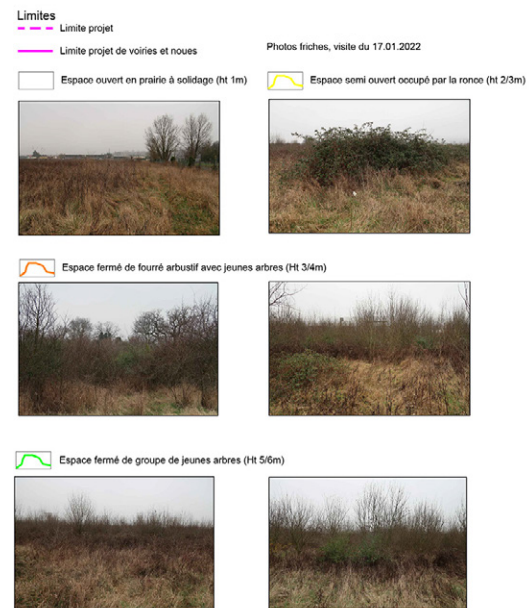 Limites
Limite projet
Limite projet de voiries et noues
Photos friches, visite du 17.01.2022
Espace ouvert en prairie à solidage (ht 1m)
Espace semi ouvert occupé par la ronce (ht 2/3m)
Espace fermé de fourré arbustif avec jeunes arbres (Ht 3/4m)
Espace fermé de groupe de jeunes arbres (Ht 5/6m)